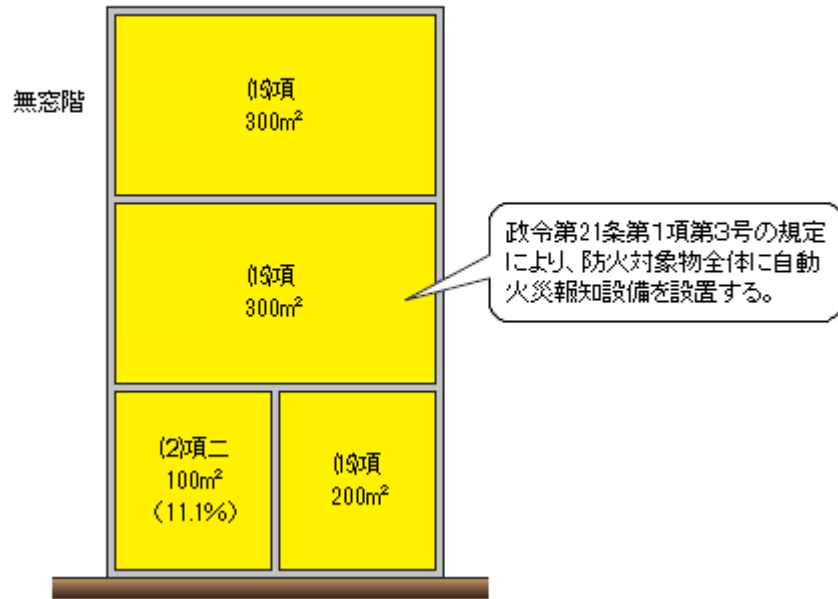 無窓階
⒂項
300m²
⒂項
300m²
政令第21条第1項第3号の規定
により、防火対象物全体に自動
火災報知設備を設置する。
(2)項ニ
100m²
（11.1%）
⒂項
200m²